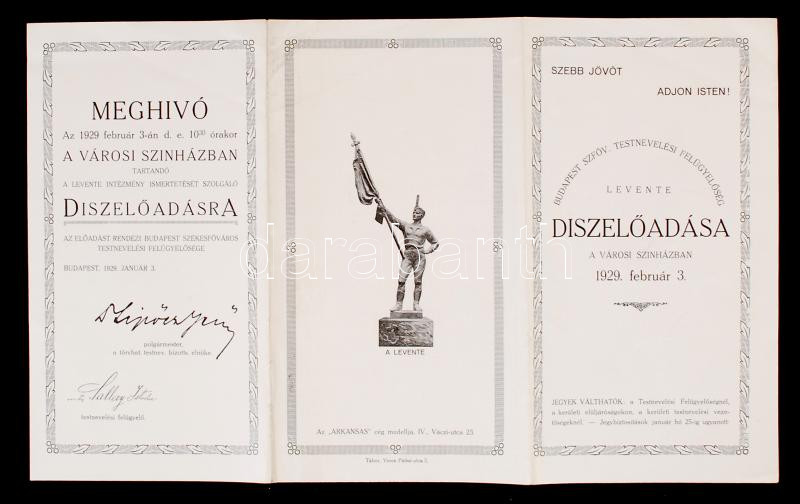 MEGHIVÓ
Az 1929 február 3-án d. e. 10³⁰ órakor
A VÁROSI SZINHÁZBAN
TARTANDÓ
A LEVENTE INTÉZMÉNY ISMERTETÉSÉT SZOLGÁLÓ
DISZELŐADÁSRA
AZ ELŐADÁST RENDEZI BUDAPEST SZÉKESFŐVÁROS
TESTNEVELÉSI FELÜGYELŐSÉGE
BUDAPEST, 1929. JANUÁR 3.
polgármester,
a törvhat. testnev. bizotts. elnöke.
testnevelési felügyelő.
A LEVENTE
Az "ARKANSAS" cég modellja, IV., Váczi-utca 25.
SZEBB JÖVŐT
ADJON ISTEN!
BUDAPEST SZFŐV. TESTNEVELÉSI FELÜGYELŐSÉG
LEVENTE
DISZELŐADÁSA
A VÁROSI SZINHÁZBAN
1929. február 3.
JEGYEK VÁLTHATÓK: a Testnevelési Felügyelőségnél,
a kerületi elöljáróságokon, a kerületi testnevelési veze-
tőségeknél. — Jegybiztosítások január hó 25-ig ugyanott
darabanth